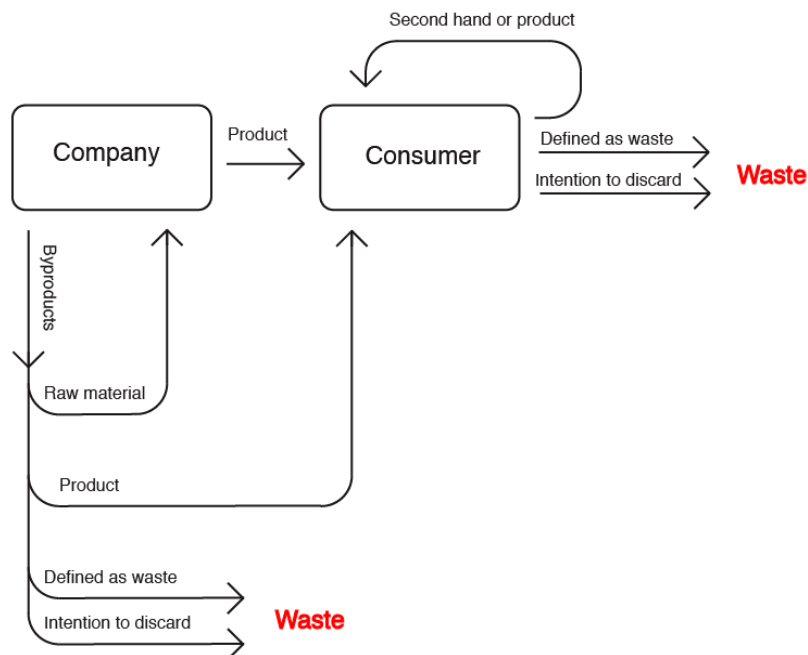 Second hand or product
Company
Product
Consumer
Defined as waste
Intention to discard
Waste
Byproducts
Raw material
Product
Defined as waste
Intention to discard
Waste